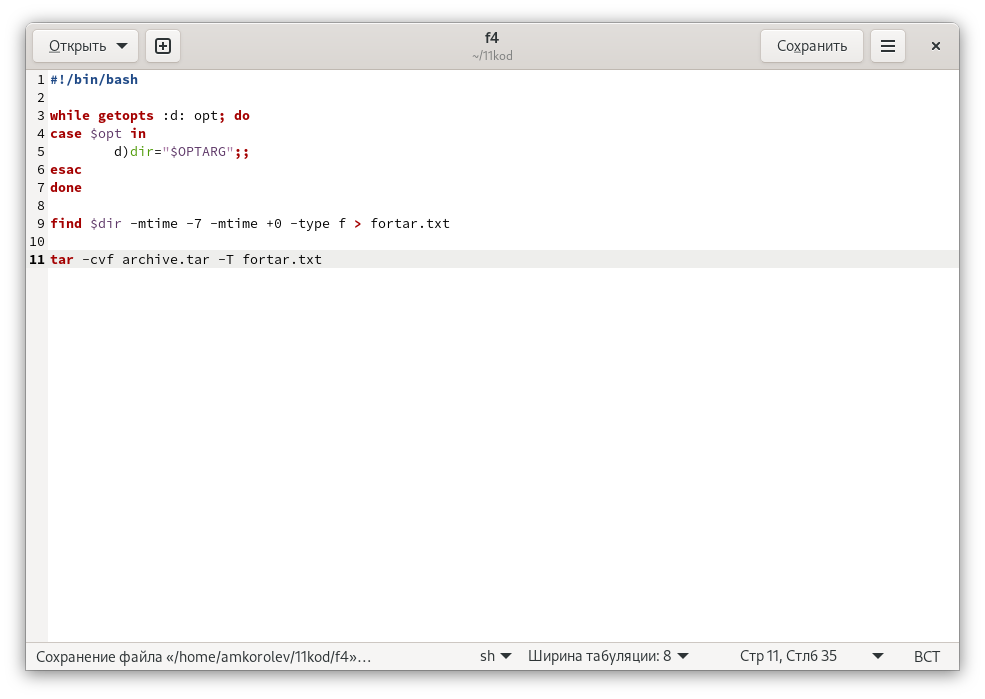 Открыть
f4
~/11kod
Сохранить
1 #!/bin/bash
2
3 while getopts :d: opt; do
4 case $opt in
5         d)dir="$OPTARG";;
6 esac
7 done
8
9 find $dir -mtime -7 -mtime +0 -type f > fortar.txt
10
11 tar -cvf archive.tar -T fortar.txt
Сохранение файла «/home/amkorolev/11kod/f4»… sh Ширина табуляции: 8 Стр 11, Стлб 35 ВСТ